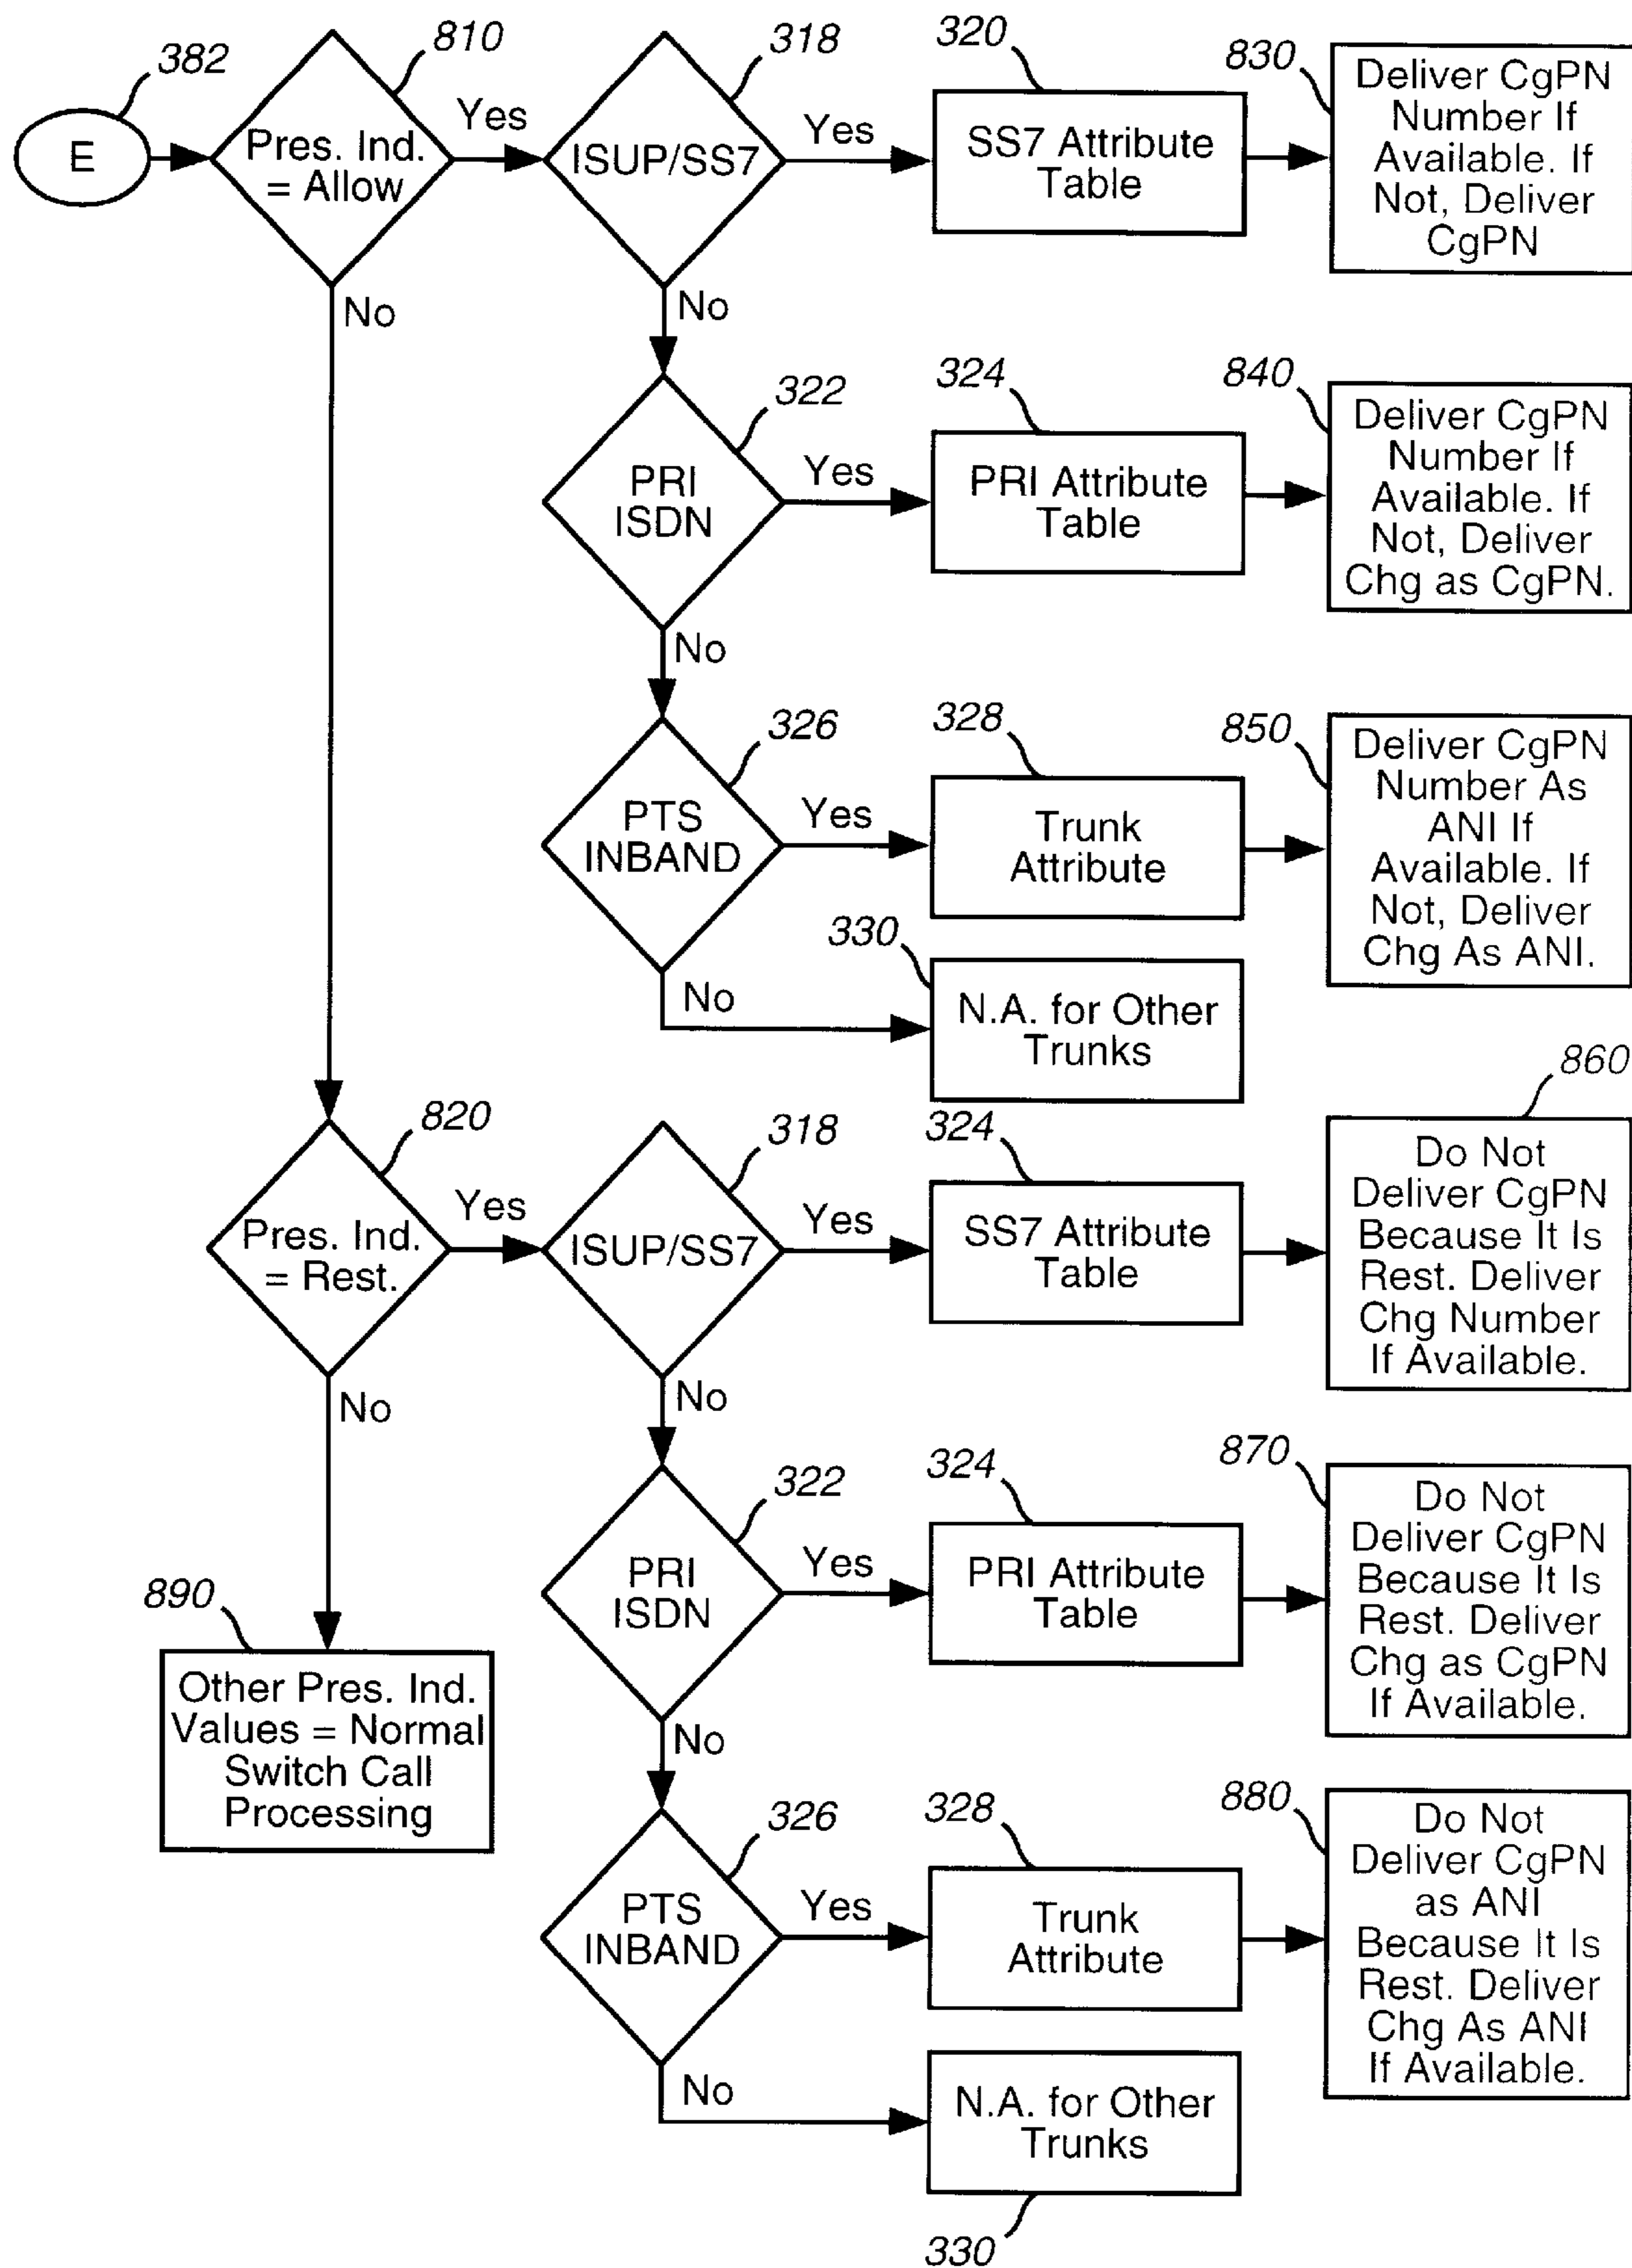 382
E
810
Pres. Ind.
= Allow
Yes
No
318
ISUP/SS7
Yes
No
320
SS7 Attribute
Table
830
Deliver CgPN
Number If
Available. If
Not, Deliver
CgPN
322
PRI
ISDN
Yes
No
324
PRI Attribute
Table
840
Deliver CgPN
Number If
Available. If
Not, Deliver
Chg as CgPN.
326
PTS
INBAND
Yes
No
328
Trunk
Attribute
850
Deliver CgPN
Number As
ANI If
Available. If
Not, Deliver
Chg As ANI.
330
N.A. for Other
Trunks
820
Pres. Ind.
= Rest.
Yes
No
318
ISUP/SS7
Yes
No
324
SS7 Attribute
Table
860
Do Not
Deliver CgPN
Because It Is
Rest. Deliver
Chg Number
If Available.
322
PRI
ISDN
Yes
No
324
PRI Attribute
Table
870
Do Not
Deliver CgPN
Because It Is
Rest. Deliver
Chg as CgPN
If Available.
890
Other Pres. Ind.
Values = Normal
Switch Call
Processing
326
PTS
INBAND
Yes
No
328
Trunk
Attribute
880
Do Not
Deliver CgPN
as ANI
Because It Is
Rest. Deliver
Chg As ANI
If Available.
N.A. for Other
Trunks
330